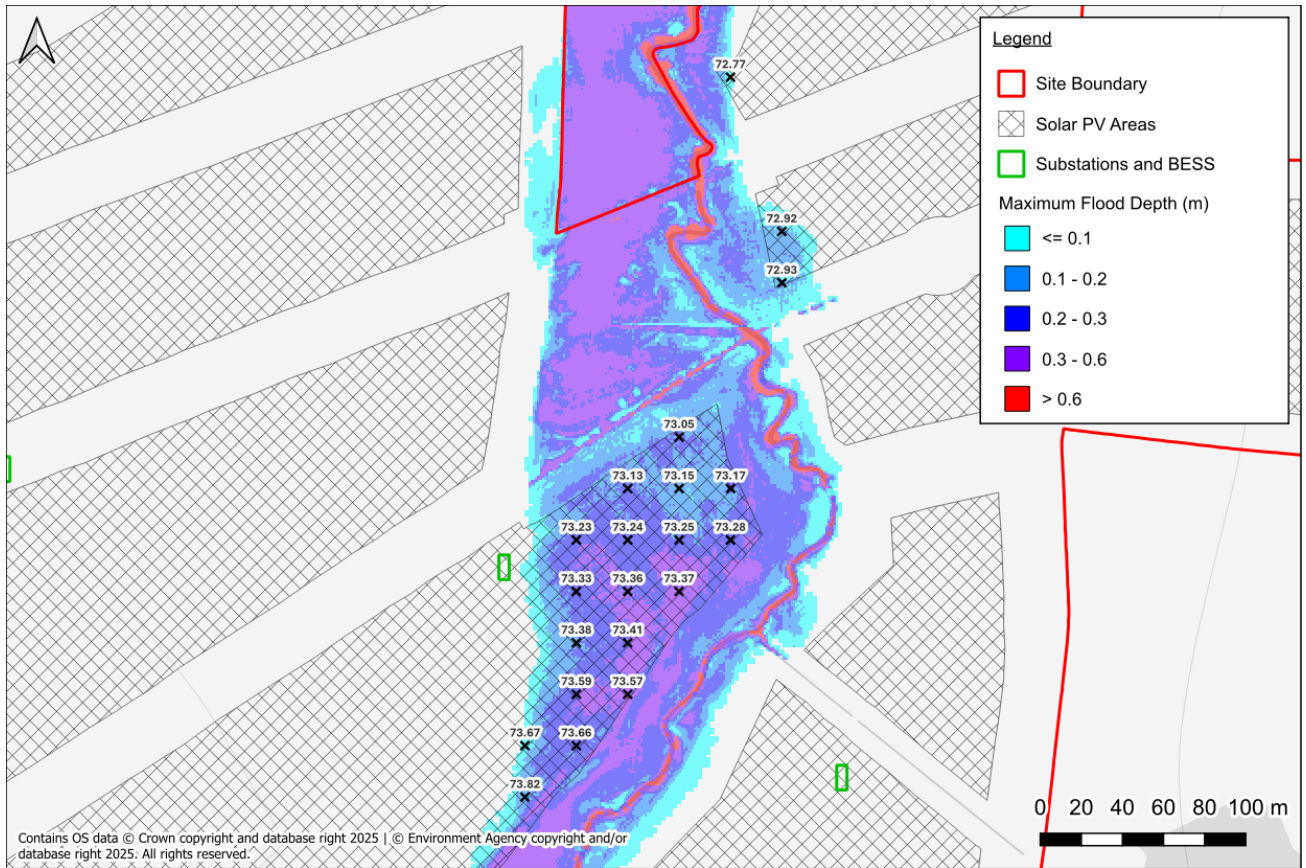 72.77
72.92
72.93
73.05
73.13 73.15 73.17
73.23 73.24 73.25 73.28
73.33 73.36 73.37
73.38 73.41
73.59 73.57
73.67 73.66
73.82
Legend
Site Boundary
Solar PV Areas
Substations and BESS
Maximum Flood Depth (m)
<= 0.1
0.1 - 0.2
0.2 - 0.3
0.3 - 0.6
> 0.6
0 20 40 60 80 100 m
Contains OS data © Crown copyright and database right 2025 | © Environment Agency copyright and/or
database right 2025. All rights reserved.